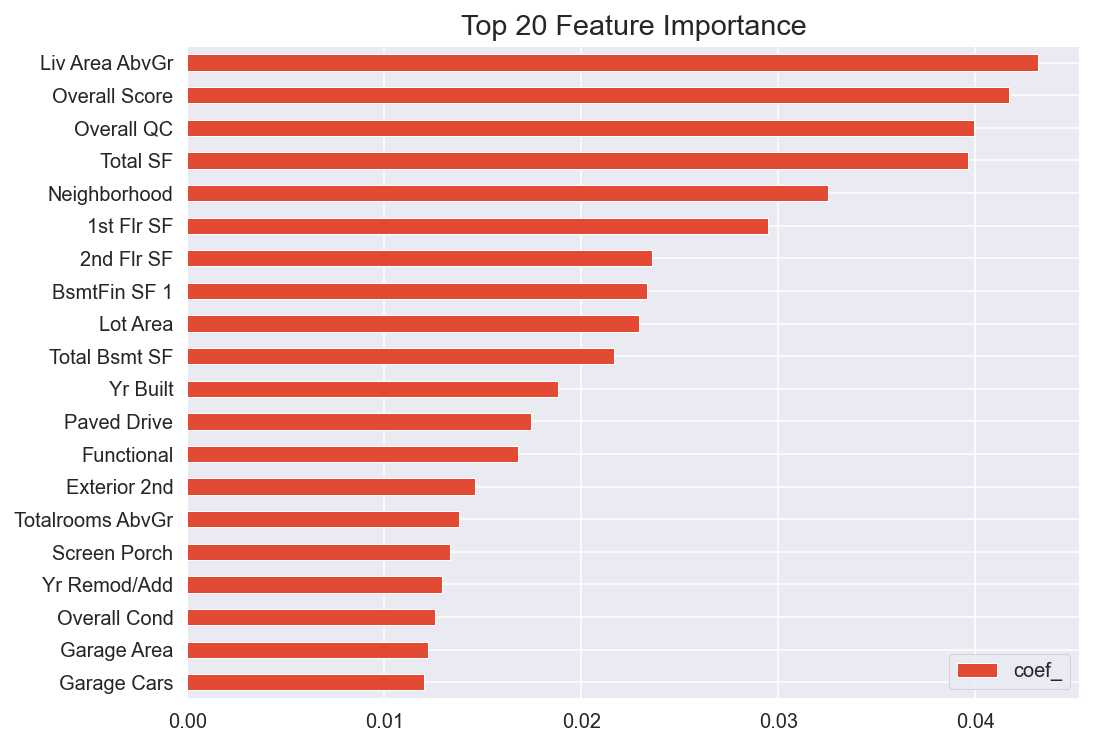 Top 20 Feature Importance
Liv Area AbvGr
Overall Score
Overall QC
Total SF
Neighborhood
1st Flr SF
2nd Flr SF
BsmtFin SF 1
Lot Area
Total Bsmt SF
Yr Built
Paved Drive
Functional
Exterior 2nd
Totalrooms AbvGr
Screen Porch
Yr Remod/Add
Overall Cond
Garage Area
Garage Cars
coef_
0.00 0.01 0.02 0.03 0.04